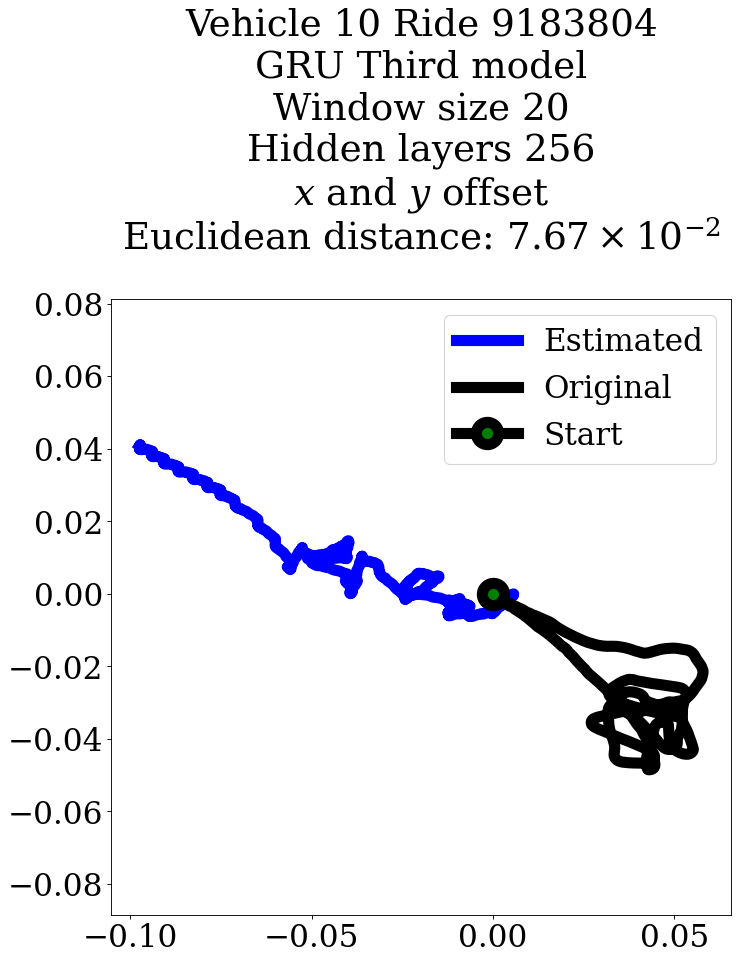 Vehicle 10 Ride 9183804
GRU Third model
Window size 20
Hidden layers 256
x and y offset
Euclidean distance: 7.67 × 10⁻²
Estimated
Original
Start
0.08
0.06
0.04
0.02
0.00
−0.02
−0.04
−0.06
−0.08
−0.10 −0.05 0.00 0.05